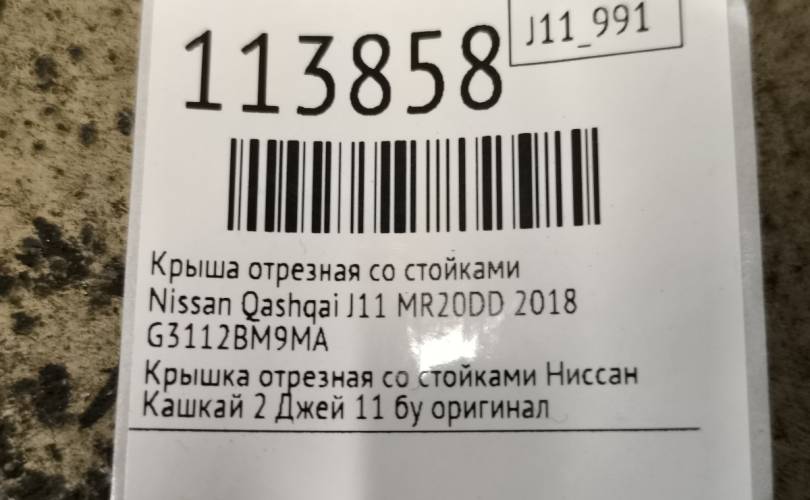 113858
J11_991
Крыша отрезная со стойками
Nissan Qashqai J11 MR20DD 2018
G3112BM9MA
Крышка отрезная со стойками Ниссан
Кашкай 2 Джей 11 бу оригинал